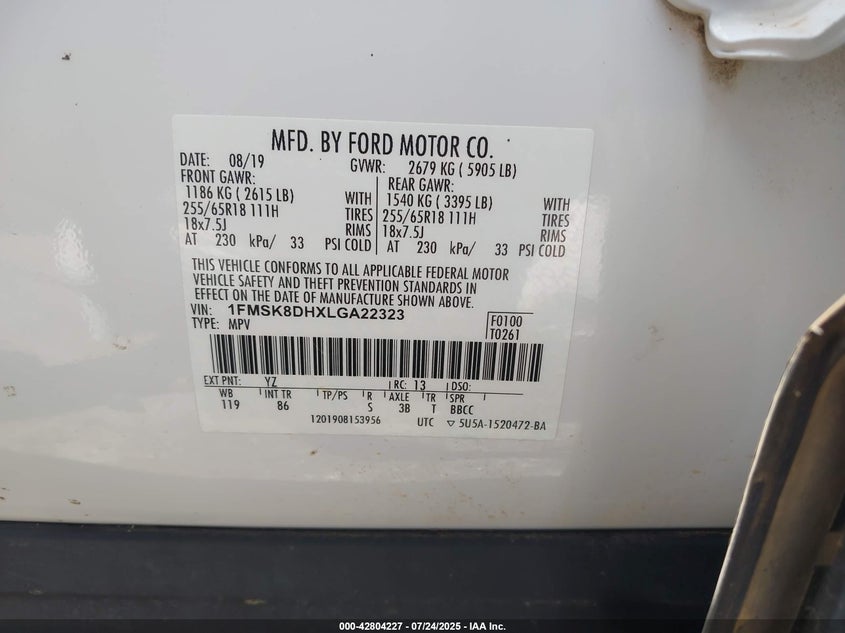 MFD. BY FORD MOTOR CO.
DATE: 08/19 GVWR: 2679 KG ( 5905 LB)
FRONT GAWR: REAR GAWR:
1186 KG ( 2615 LB) WITH 1540 KG ( 3395 LB) WITH
255/65R18 111H TIRES 255/65R18 111H TIRES
18x7.5J RIMS 18x7.5J RIMS
AT 230 kPa/ 33 PSI COLD AT 230 kPa/ 33 PSI COLD
THIS VEHICLE CONFORMS TO ALL APPLICABLE FEDERAL MOTOR
VEHICLE SAFETY AND THEFT PREVENTION STANDARDS IN
EFFECT ON THE DATE OF MANUFACTURE SHOWN ABOVE.
VIN: 1FMSK8DHXLGA22323 F0100
TYPE: MPV T0261
EXT PNT: YZ RC: 13 DSO:
WB INT TR TP/PS R AXLE TR SPR
119 86 S 3B T BBCC
1201908153956 UTC ▽ 5U5A-1520472-BA
000-42804227 - 07/24/2025 - IAA Inc.